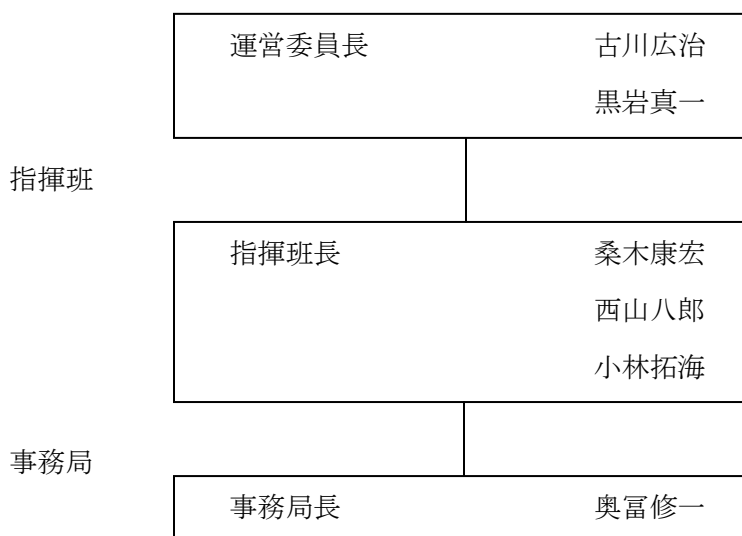 運営委員長 古川広治
黒岩真一
指揮班
指揮班長 桑木康宏
西山八郎
小林拓海
事務局
事務局長 奥冨修一